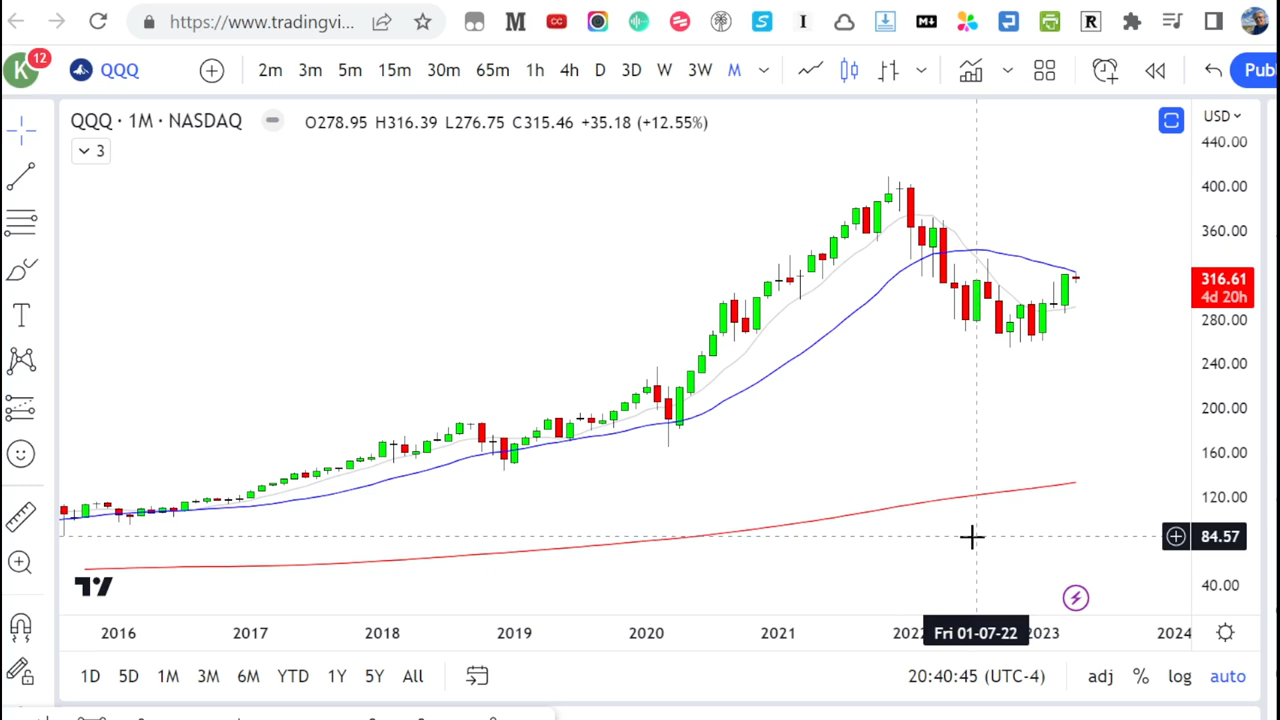 https://www.tradingvi...
M
CC
S
I
R
K
12
QQQ
2m 3m 5m 15m 30m 65m 1h 4h D 3D W 3W M
Pub
QQQ · 1M · NASDAQ
O278.95 H316.39 L276.75 C315.46 +35.18 (+12.55%)
3
USD
440.00
400.00
360.00
316.61
4d 20h
280.00
240.00
200.00
160.00
120.00
84.57
40.00
T
2016 2017 2018 2019 2020 2021 2022 Fri 01-07-22 2023 2024
1D 5D 1M 3M 6M YTD 1Y 5Y All
20:40:45 (UTC-4)
adj % log auto